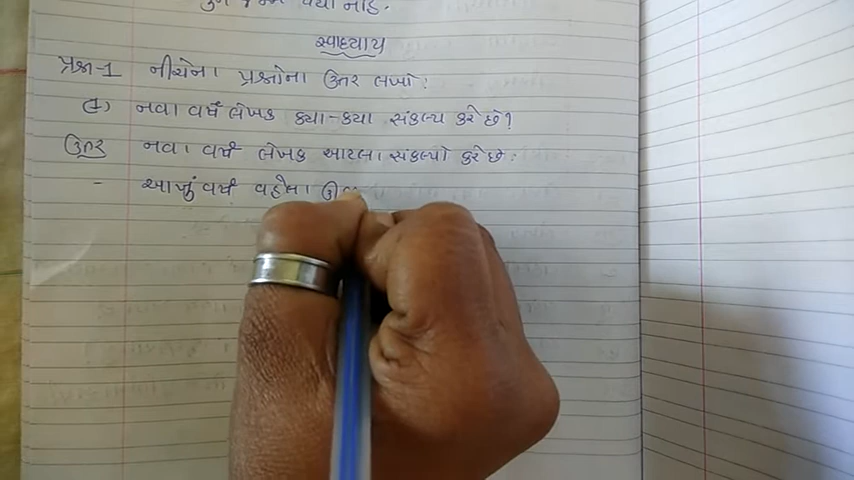 સ્વાધ્યાય
પ્રશ્ન-1 નીચેના પ્રશ્નોના ઉત્તર લખો:
(1) નવા વર્ષે લેખક ક્યા-ક્યા સંકલ્પ કરે છે?
ઉત્તર નવા વર્ષે લેખક આટલા સંકલ્પો કરે છે:
- આખું વર્ષ વહેલા